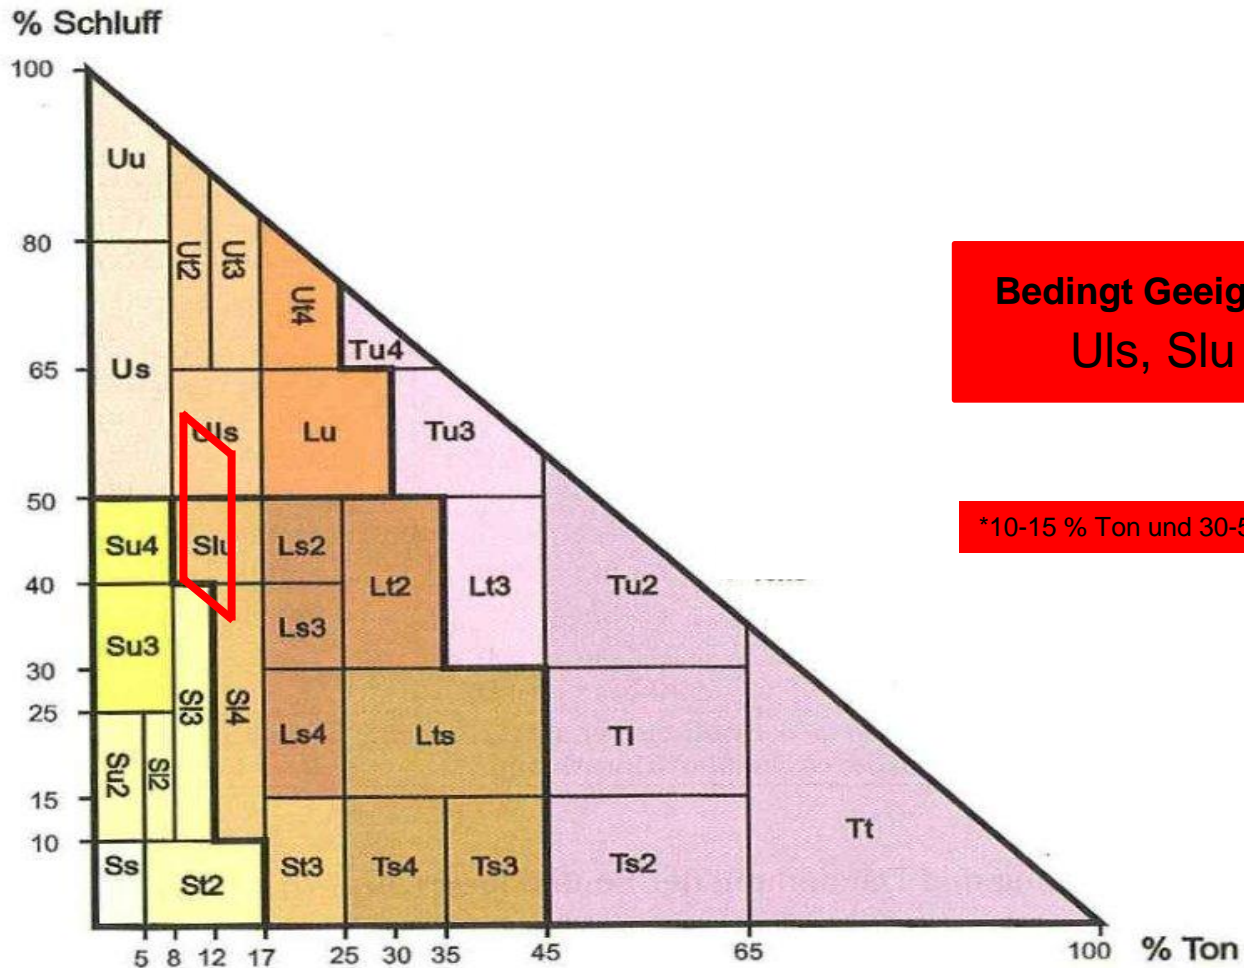 % Schluff
100
Uu
80
Ut2
Ut3
Ut4
Tu4
Us
65
Uls
Lu
Tu3
50
Su4
Slu
Ls2
Lt2
Lt3
Tu2
40
Su3
Ls3
30
Sl3
Sl4
25
Su2
Sl2
Ls4
Lts
Tl
15
Tt
10
Ss
St2
St3
Ts4
Ts3
Ts2
5 8 12 17 25 30 35 45 65 100 % Ton
Bedingt Geeig
Uls, Slu
*10-15 % Ton und 30-5